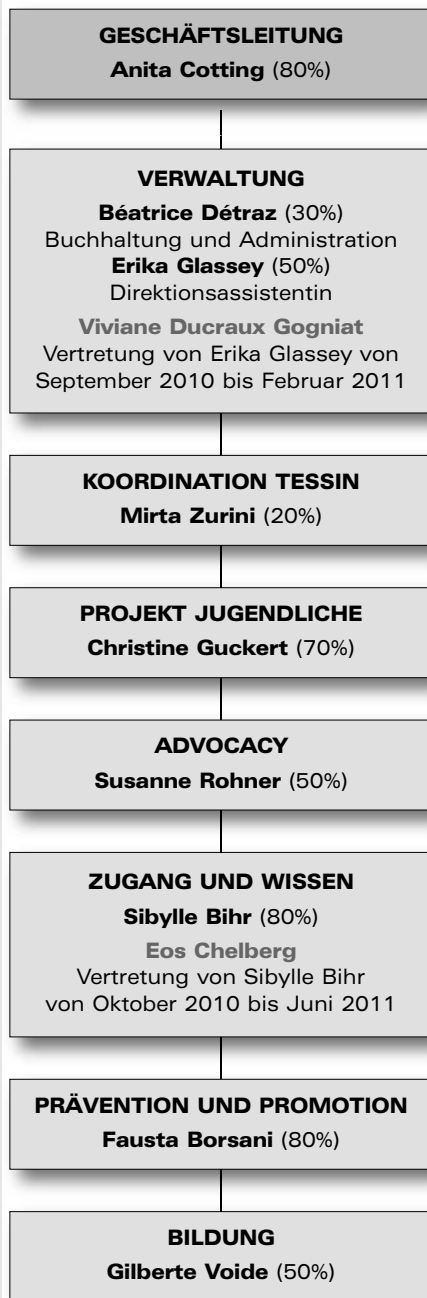 GESCHÄFTSLEITUNG
Anita Cotting (80%)
VERWALTUNG
Béatrice Détraz (30%)
Buchhaltung und Administration
Erika Glassey (50%)
Direktionsassistentin
Viviane Ducraux Gogniat
Vertretung von Erika Glassey von
September 2010 bis Februar 2011
KOORDINATION TESSIN
Mirta Zurini (20%)
PROJEKT JUGENDLICHE
Christine Guckert (70%)
ADVOCACY
Susanne Rohner (50%)
ZUGANG UND WISSEN
Sibylle Bihr (80%)
Eos Chelberg
Vertretung von Sibylle Bihr
von Oktober 2010 bis Juni 2011
PRÄVENTION UND PROMOTION
Fausta Borsani (80%)
BILDUNG
Gilberte Voide (50%)